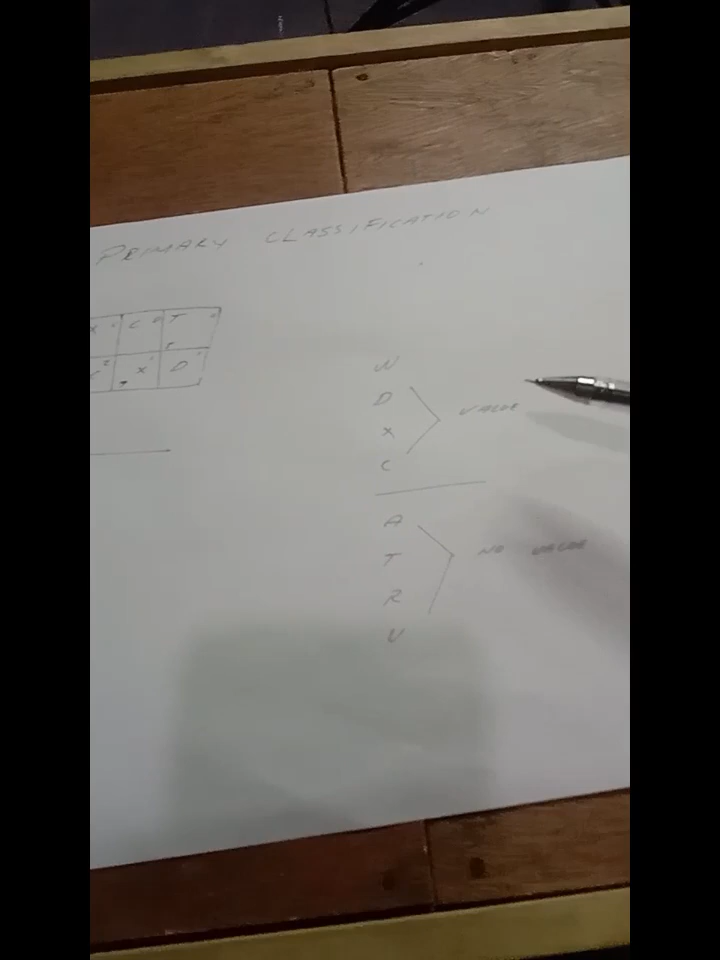 PRIMARY CLASSIFICATION
X C T
X D
W
D
X VALUE
C
A
T NO VALUE
R
U